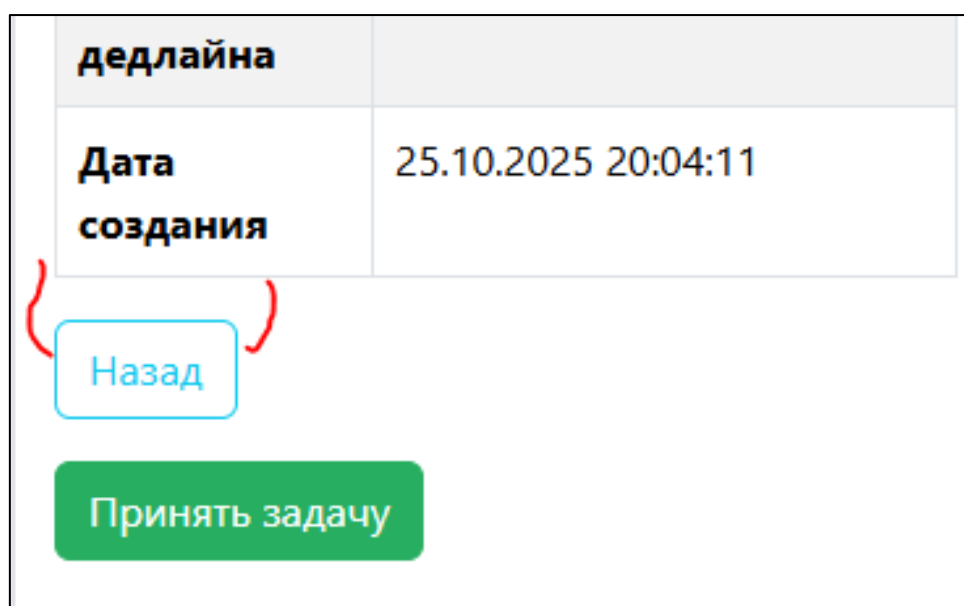 дедлайна
Дата 25.10.2025 20:04:11
создания
Назад
Принять задачу